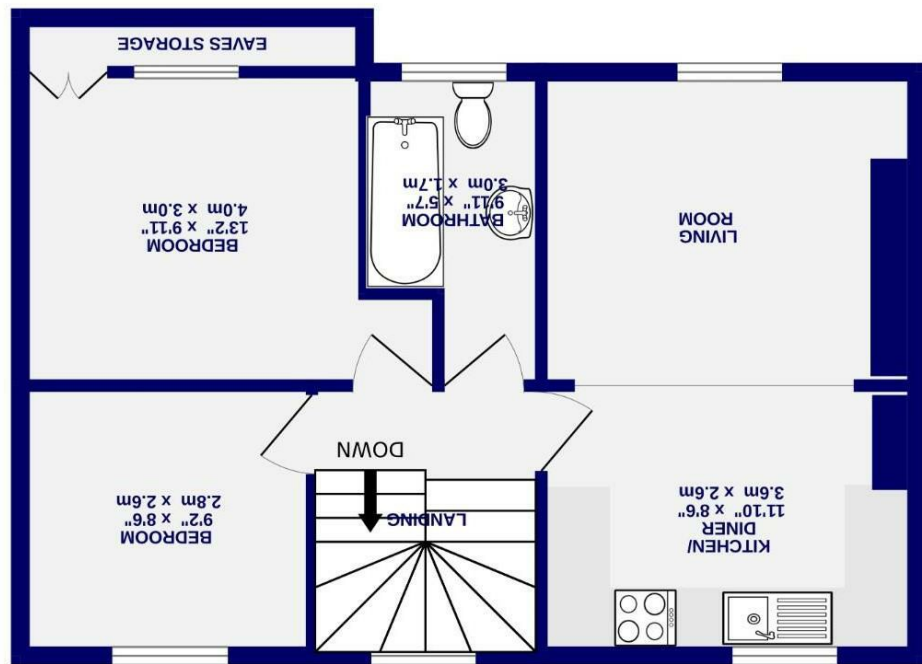 KITCHEN/
DINER
11'10" x 8'6"
3.6m x 2.6m
LANDING
DOWN
BEDROOM
9'2" x 8'6"
2.8m x 2.6m
LIVING
ROOM
BATHROOM
9'11" x 5'7"
3.0m x 1.7m
BEDROOM
13'2" x 9'11"
4.0m x 3.0m
EAVES STORAGE